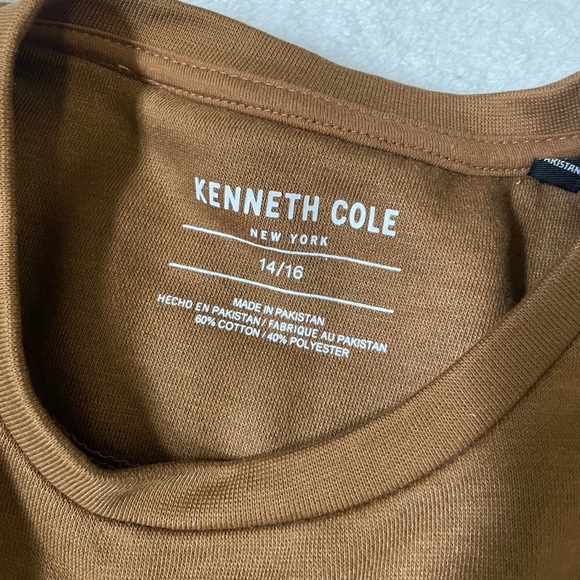 KENNETH COLE
NEW YORK
14/16
MADE IN PAKISTAN
HECHO EN PAKISTAN / FABRIQUE AU PAKISTAN
60% COTTON / 40% POLYESTER
AKISTAN